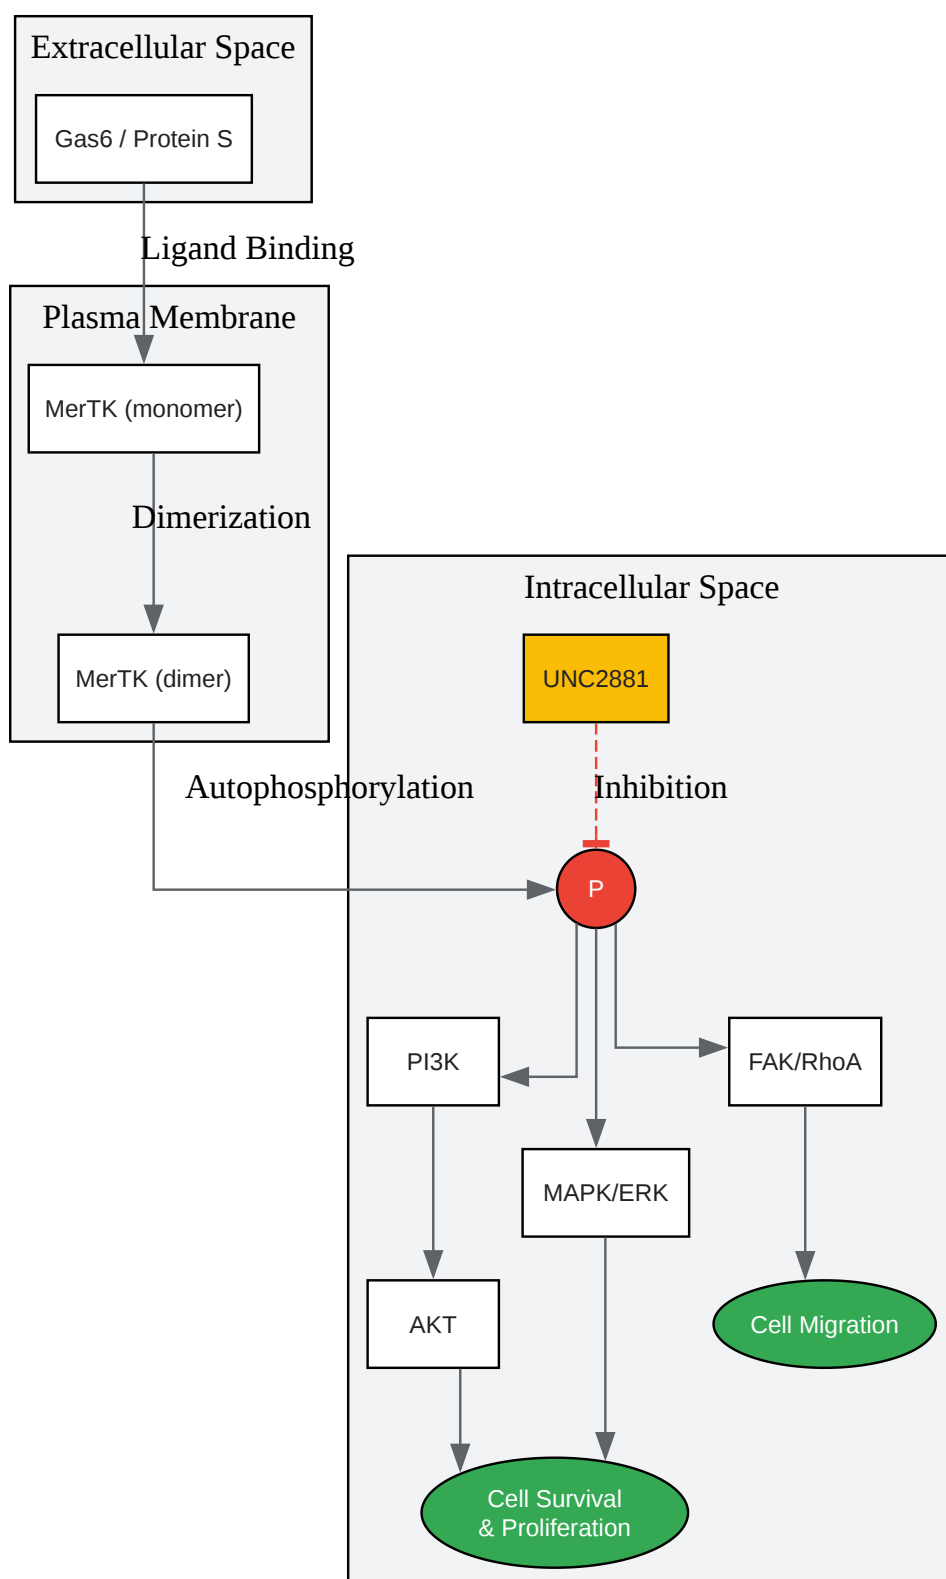 Extracellular Space
Gas6 / Protein S
Ligand Binding
Plasma Membrane
MerTK (monomer)
Dimerization
MerTK (dimer)
Intracellular Space
UNC2881
Autophosphorylation
Inhibition
P
PI3K
FAK/RhoA
MAPK/ERK
AKT
Cell Migration
Cell Survival
& Proliferation